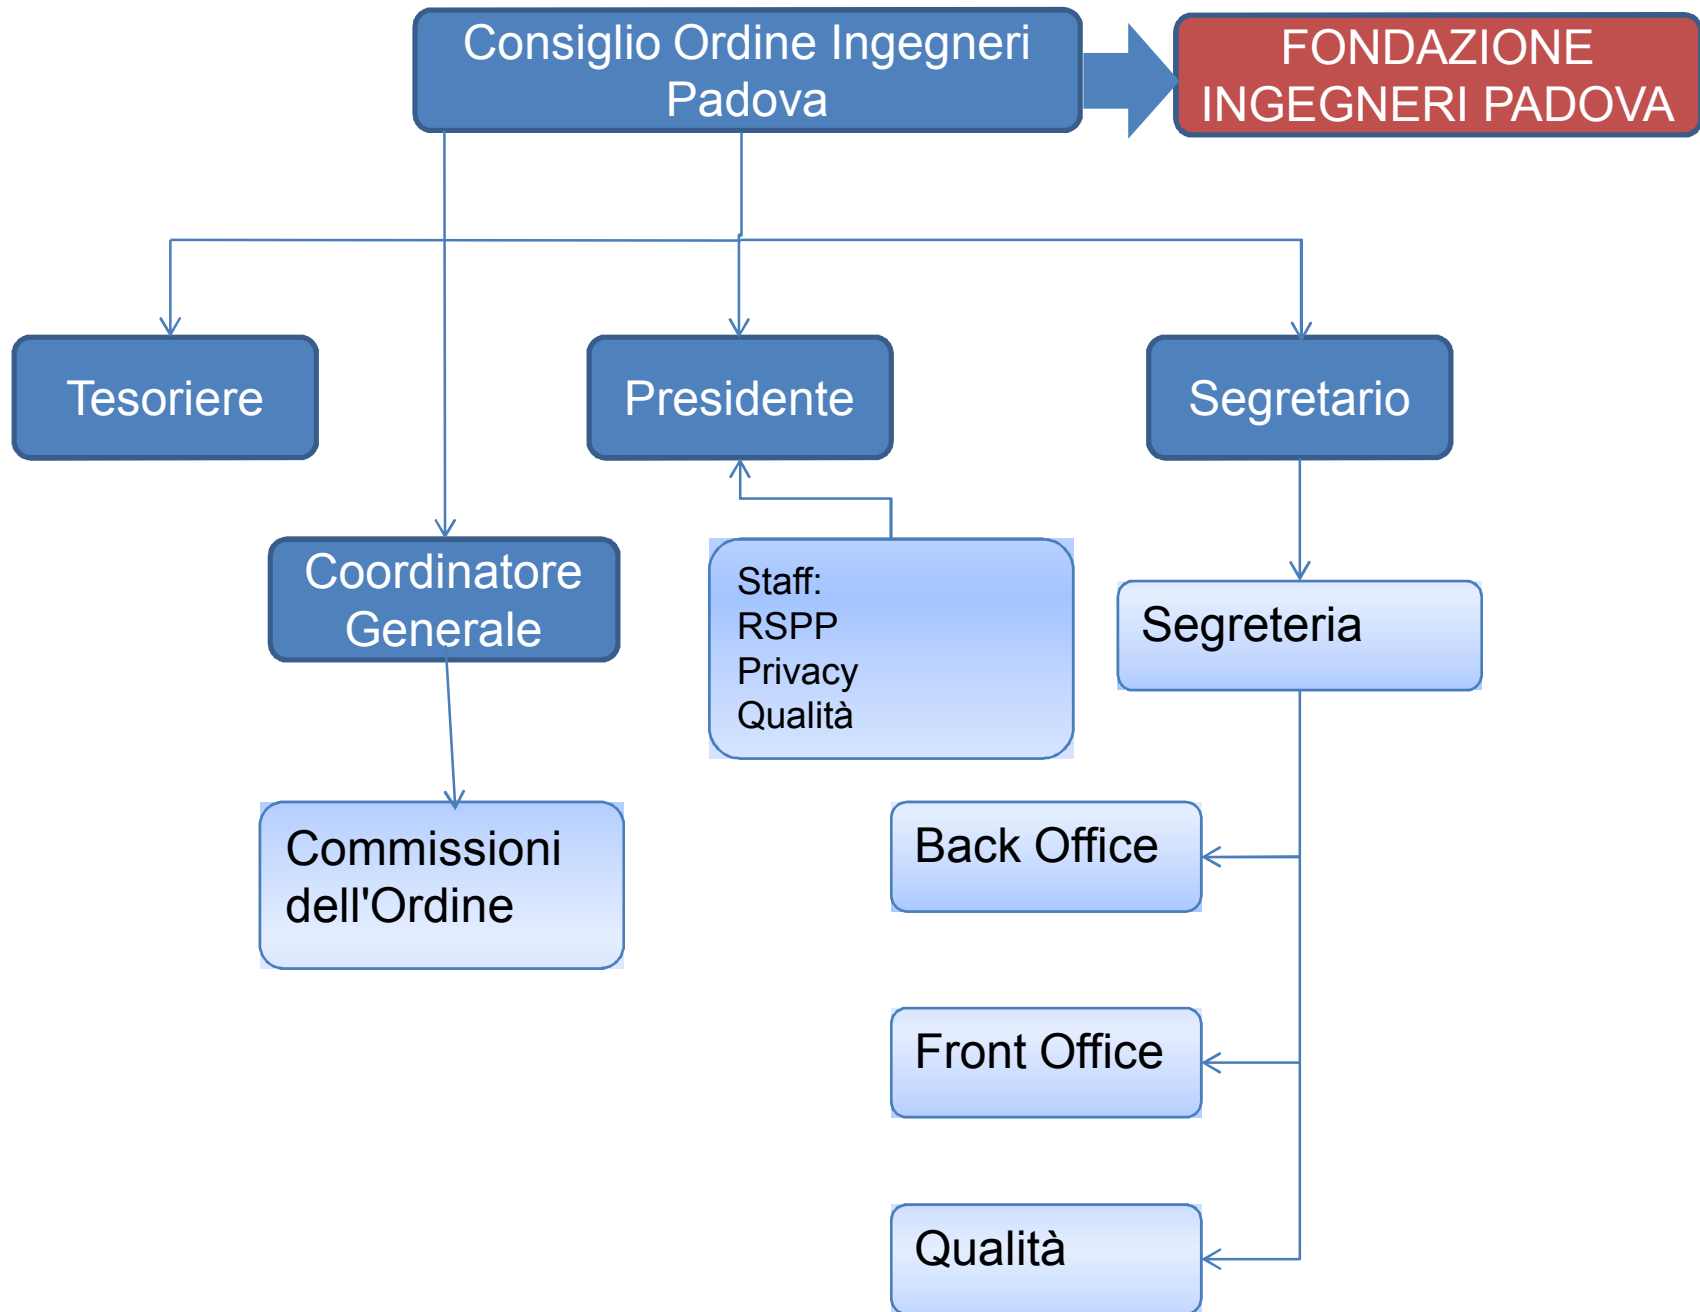 Consiglio Ordine Ingegneri
Padova
FONDAZIONE
INGEGNERI PADOVA
Tesoriere
Presidente
Segretario
Coordinatore
Generale
Staff:
RSPP
Privacy
Qualità
Segreteria
Commissioni
dell'Ordine
Back Office
Front Office
Qualità